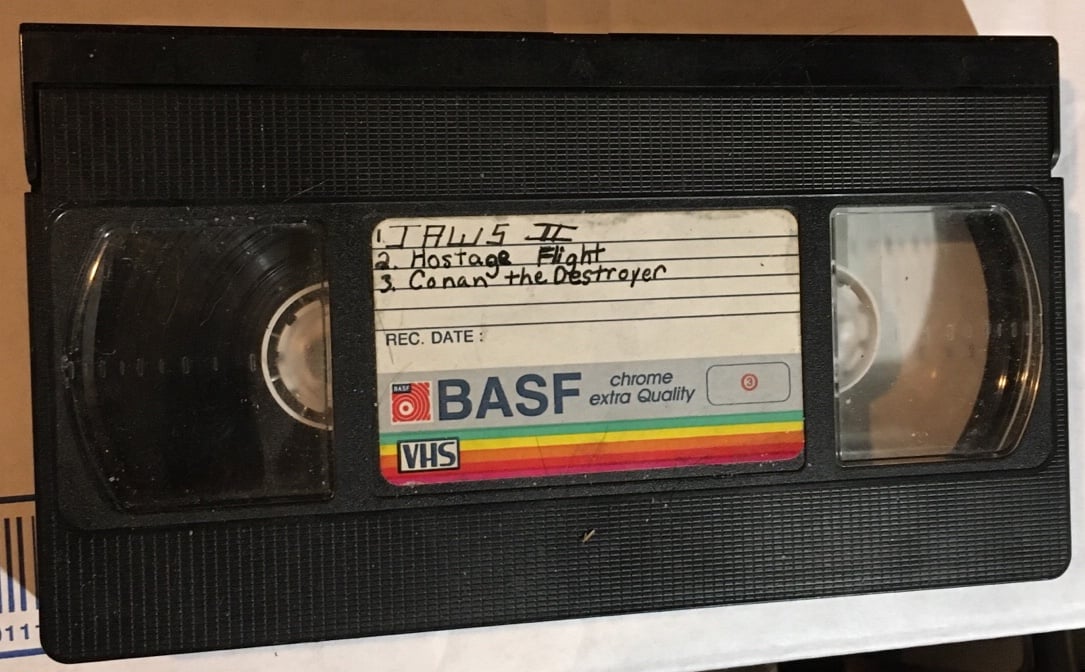 1. JAWS II
2. Hostage Flight
3. Conan the Destroyer
REC. DATE :
BASF BASF chrome
extra Quality
3
VHS